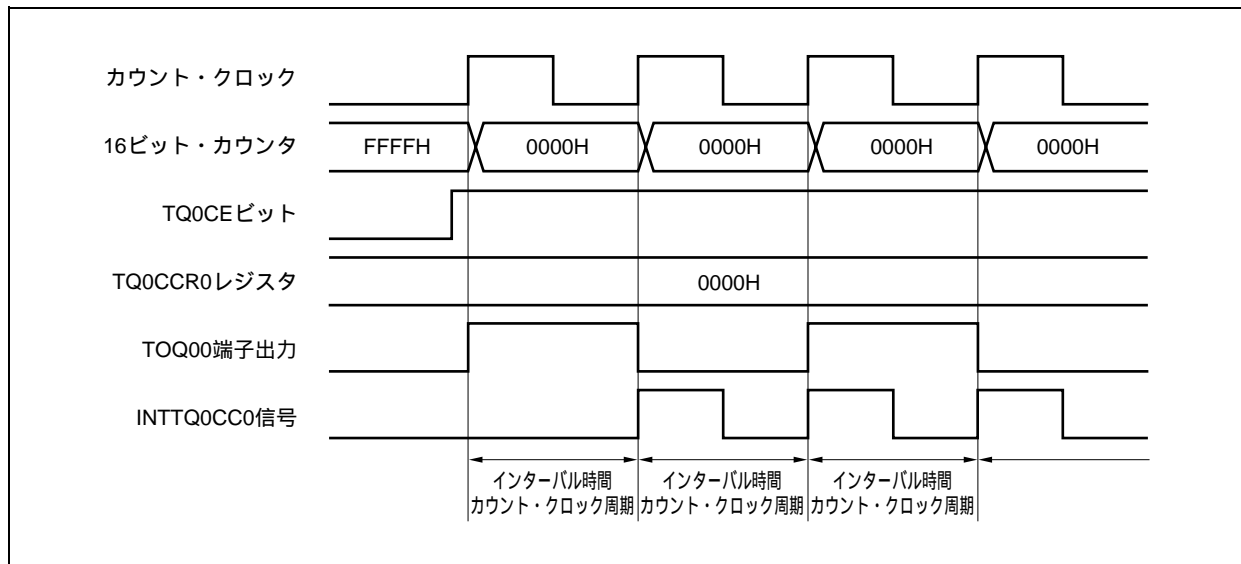 カウント・クロック
16ビット・カウンタ
FFFFH
0000H
0000H
0000H
0000H
TQ0CEビット
TQ0CCR0レジスタ
0000H
TOQ00端子出力
INTTQ0CC0信号
インターバル時間
カウント・クロック周期
インターバル時間
カウント・クロック周期
インターバル時間
カウント・クロック周期